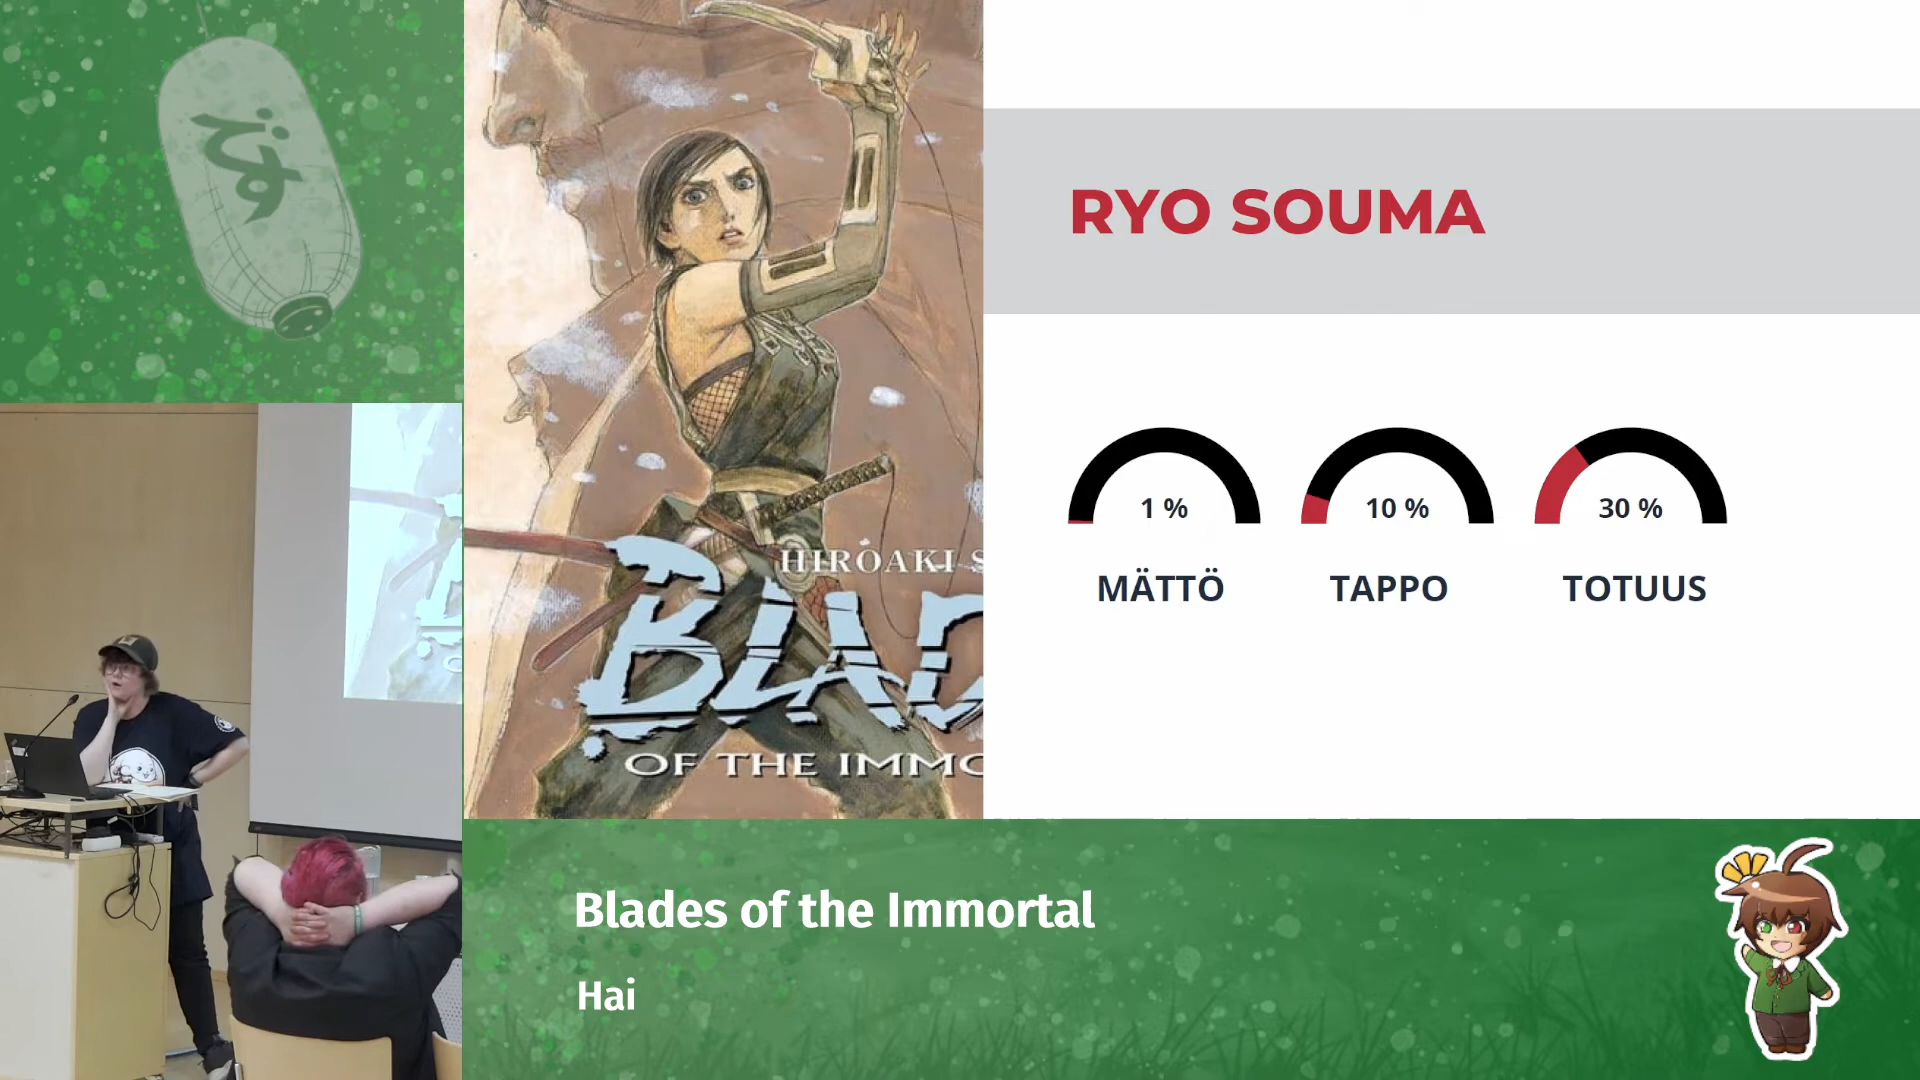 RYO SOUMA
HIROAKI S
BLAD
OF THE IMMO
1 %
10 %
30 %
MÄTTÖ
TAPPO
TOTUUS
Blades of the Immortal
Hai